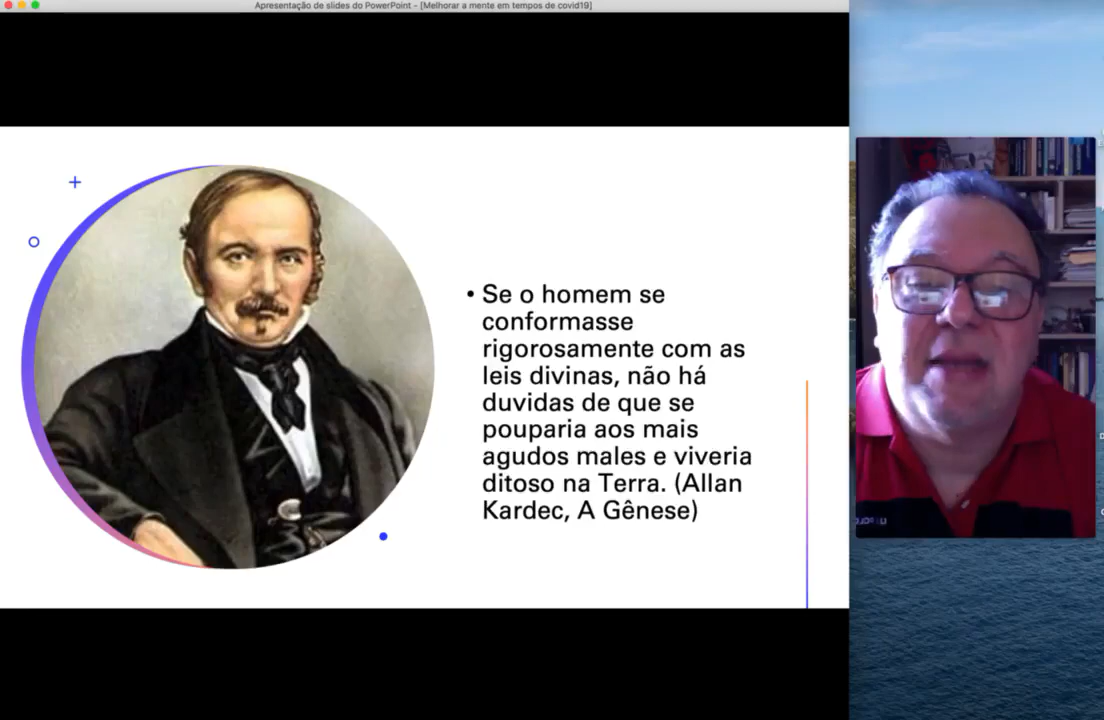 Apresentação de slides do PowerPoint - [Melhorar a mente em tempos de covid19]
• Se o homem se
conformasse
rigorosamente com as
leis divinas, não há
duvidas de que se
pouparia aos mais
agudos males e viveria
ditoso na Terra. (Allan
Kardec, A Gênese)